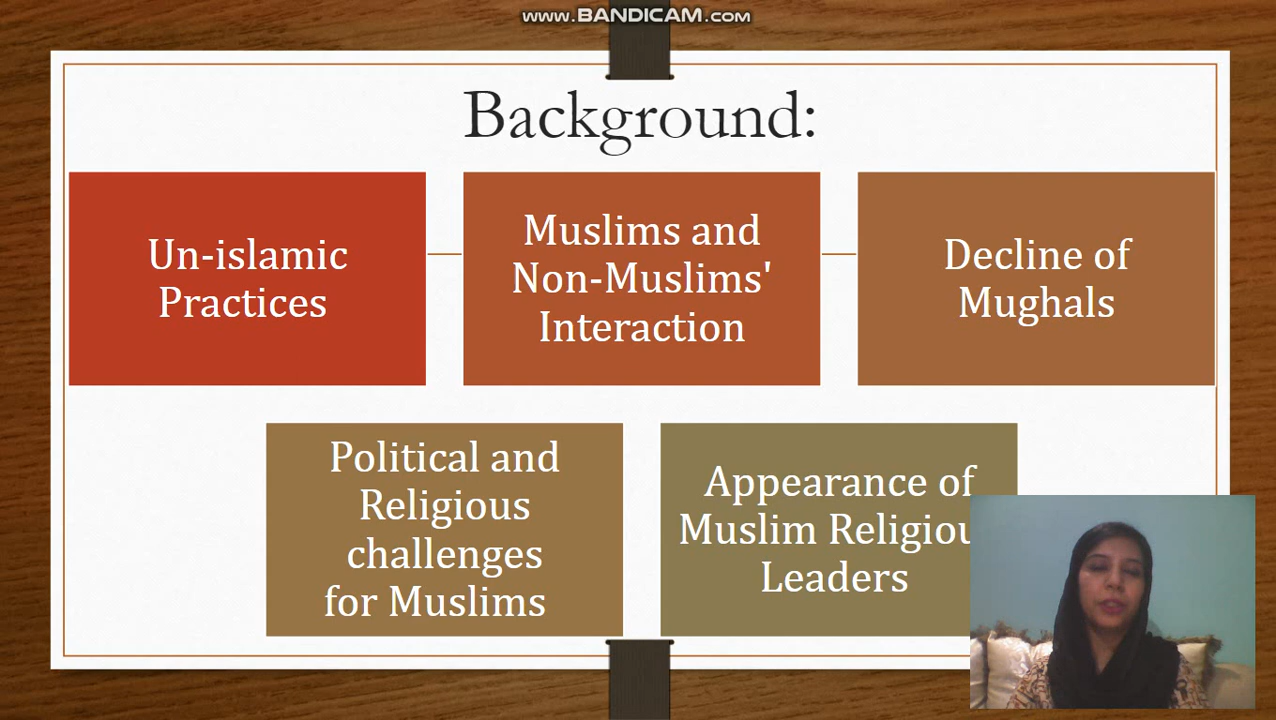 www.BANDICAM.com
Background:
Un-islamic
Practices
Muslims and
Non-Muslims'
Interaction
Decline of
Mughals
Political and
Religious
challenges
for Muslims
Appearance of
Muslim
Leaders